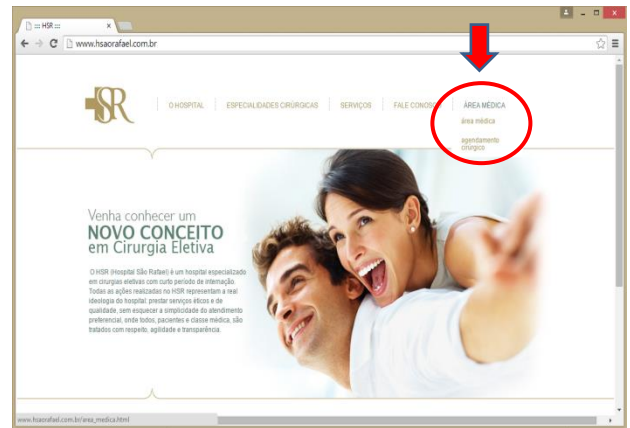 ::: HSR :::
www.hsaorafael.com.br
HSR
O HOSPITAL ESPECIALIDADES CIRÚRGICAS SERVIÇOS FALE CONOSCO ÁREA MÉDICA
área médica
agendamento
cirúrgico
Venha conhecer um
NOVO CONCEITO
em Cirurgia Eletiva
O HSR (Hospital São Rafael) é um hospital especializado
em cirurgias eletivas com curto período de internação.
Todas as ações realizadas no HSR representam a real
ideologia do hospital: prestar serviços éticos e de
qualidade, sem esquecer a simplicidade do atendimento
preferencial, onde todos, pacientes e classe médica, são
tratados com respeito, agilidade e transparência.
www.hsaorafael.com.br/area_medica.html